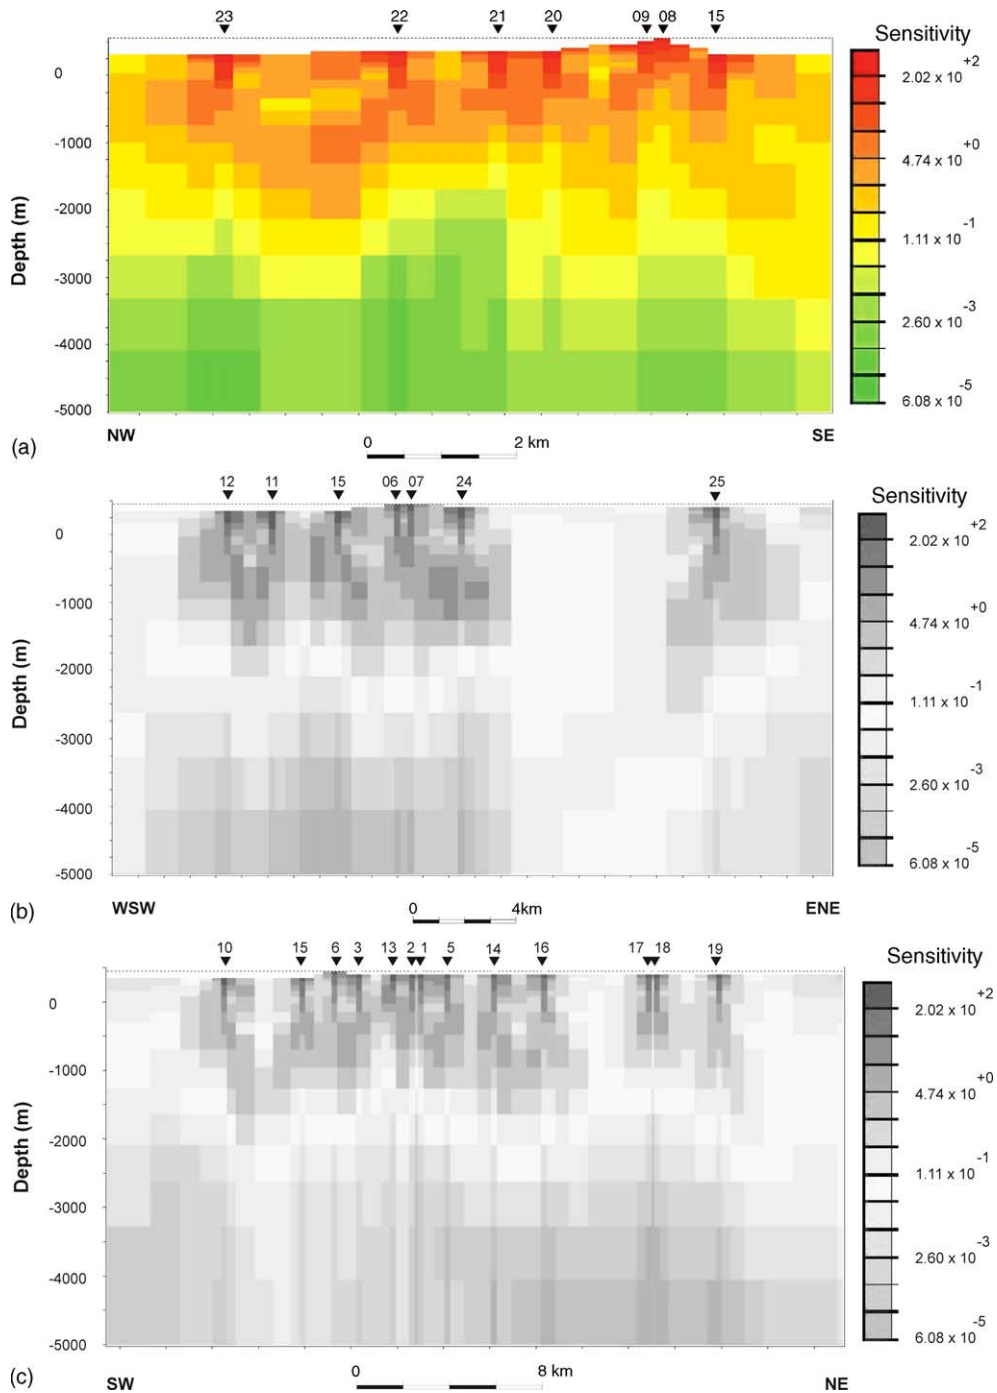 23 22 21 20 09 08 15
Sensitivity
+2
2.02 x 10
+0
4.74 x 10
-1
1.11 x 10
-3
2.60 x 10
-5
6.08 x 10
Depth (m)
0
-1000
-2000
-3000
-4000
-5000
NW
SE
(a)
0 2 km
12 11 15 06 07 24 25
Sensitivity
+2
2.02 x 10
+0
4.74 x 10
-1
1.11 x 10
-3
2.60 x 10
-5
6.08 x 10
Depth (m)
0
-1000
-2000
-3000
-4000
-5000
WSW
ENE
(b)
0 4km
10 15 6 3 13 2 1 5 14 16 17 18 19
Sensitivity
+2
2.02 x 10
+0
4.74 x 10
-1
1.11 x 10
-3
2.60 x 10
-5
6.08 x 10
Depth (m)
0
-1000
-2000
-3000
-4000
-5000
(c)
SW
0 8 km
NE